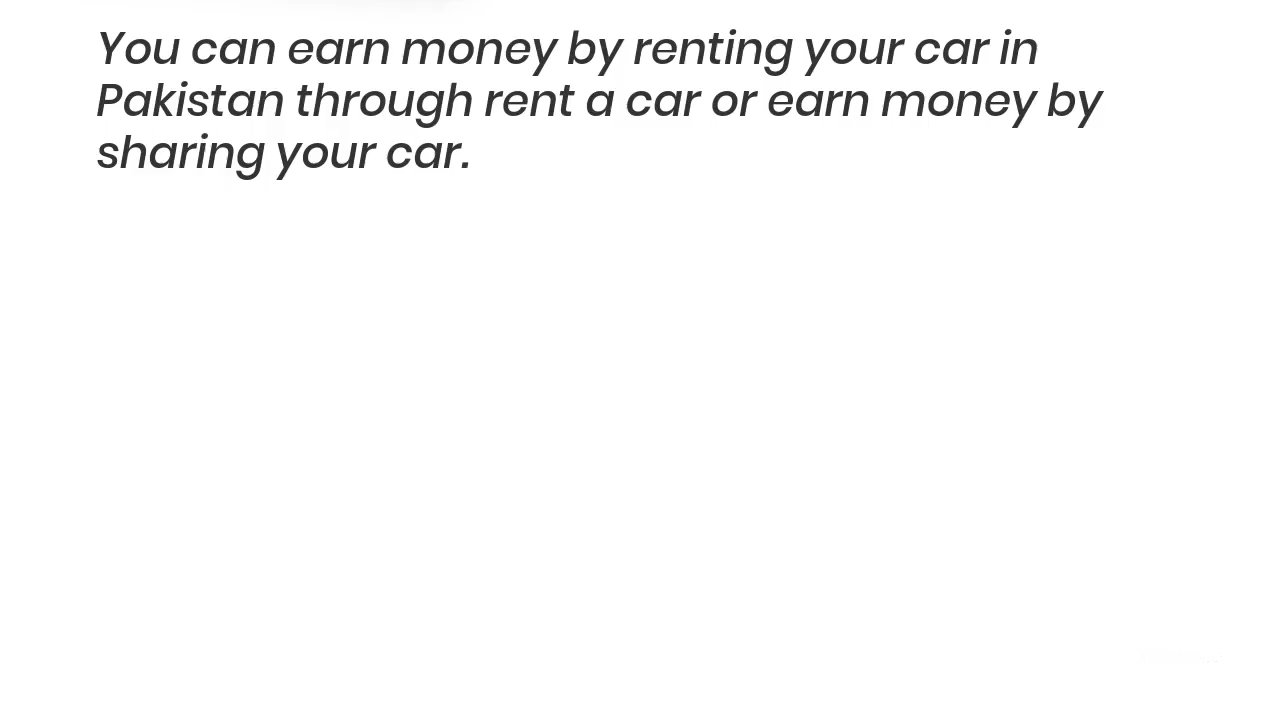 You can earn money by renting your car in
Pakistan through rent a car or earn money by
sharing your car.